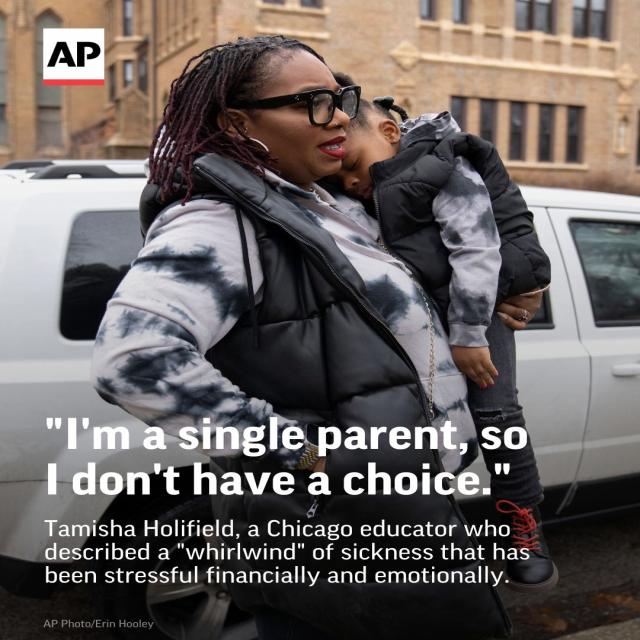 AP
"I'm a single parent, so
I don't have a choice."
Tamisha Holifield, a Chicago educator who
described a "whirlwind" of sickness that has
been stressful financially and emotionally.
AP Photo/Erin Hooley